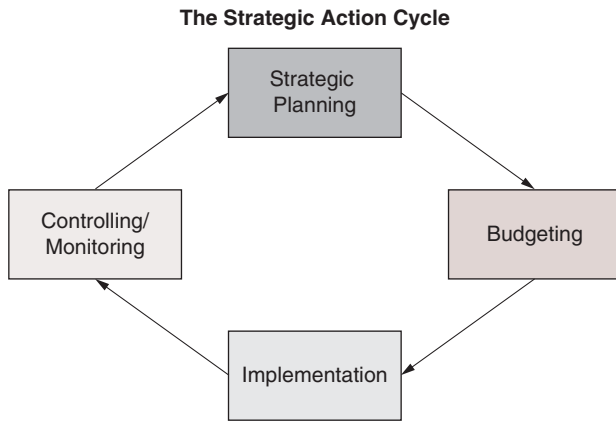 The Strategic Action Cycle
Strategic
Planning
Controlling/
Monitoring
Budgeting
Implementation